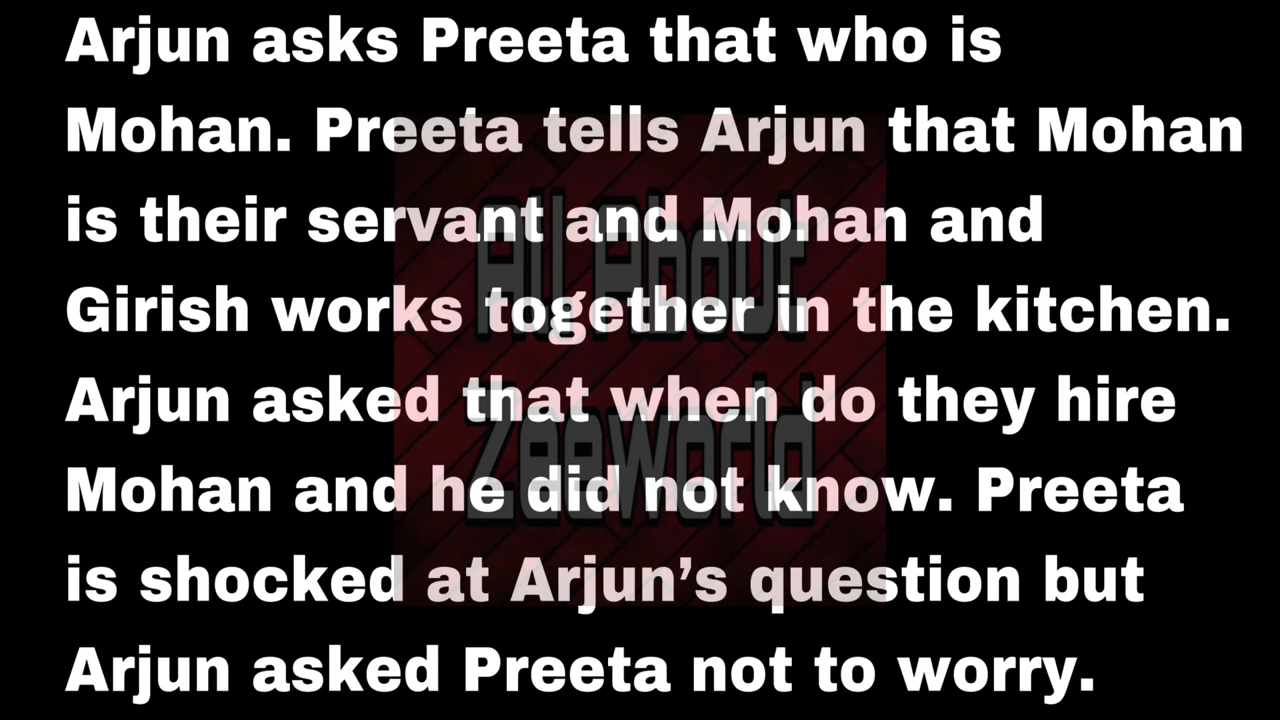 Arjun asks Preeta that who is
Mohan. Preeta tells Arjun that Mohan
is their servant and Mohan and
Girish works together in the kitchen.
Arjun asked that when do they hire
Mohan and he did not know. Preeta
is shocked at Arjun’s question but
Arjun asked Preeta not to worry.
All About
Zeeworld